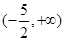 (-5/2, +∞)